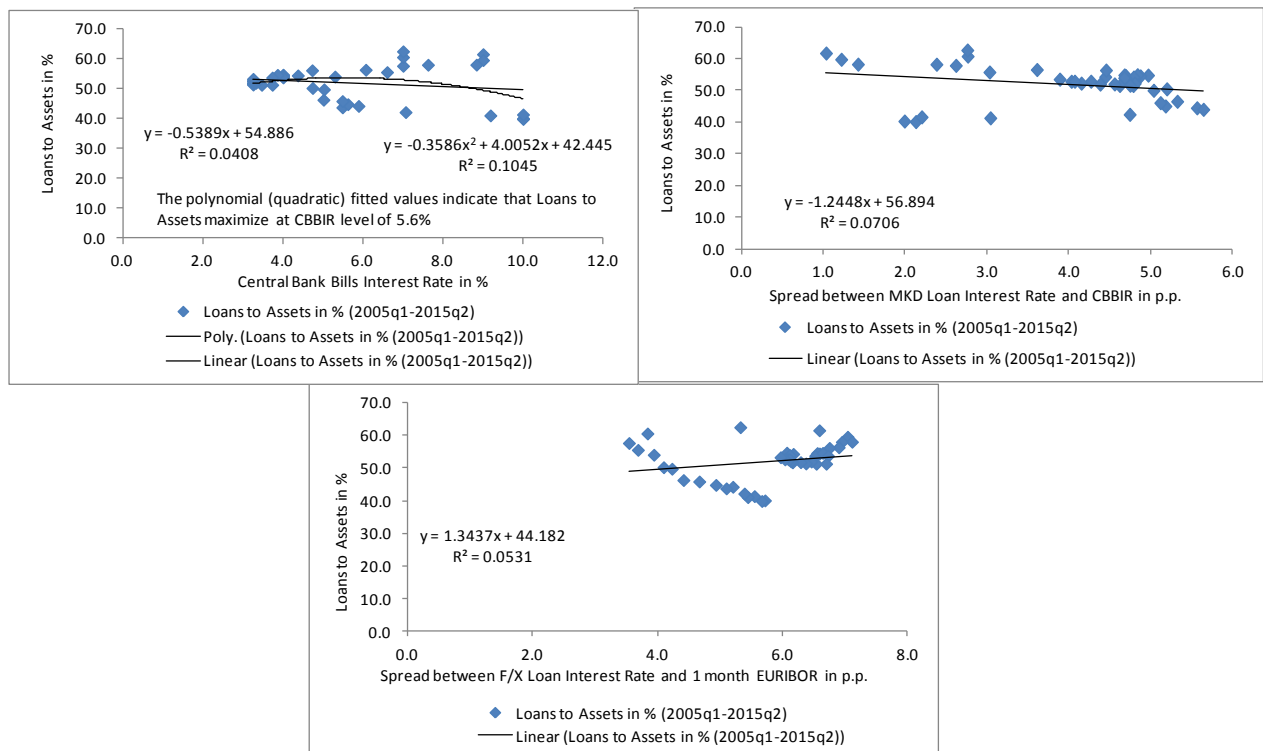 70.0
60.0
50.0
40.0
30.0
20.0
10.0
0.0
Loans to Assets in %
y = -0.5389x + 54.886
R² = 0.0408
y = -0.3586x² + 4.0052x + 42.445
R² = 0.1045
The polynomial (quadratic) fitted values indicate that Loans to
Assets maximize at CBBIR level of 5.6%
0.0 2.0 4.0 6.0 8.0 10.0 12.0
Central Bank Bills Interest Rate in %
Loans to Assets in % (2005q1-2015q2)
Poly. (Loans to Assets in % (2005q1-2015q2))
Linear (Loans to Assets in % (2005q1-2015q2))
70.0
60.0
50.0
40.0
30.0
20.0
10.0
0.0
Loans to Assets in %
y = -1.2448x + 56.894
R² = 0.0706
0.0 1.0 2.0 3.0 4.0 5.0 6.0
Spread between MKD Loan Interest Rate and CBBIR in p.p.
Loans to Assets in % (2005q1-2015q2)
Linear (Loans to Assets in % (2005q1-2015q2))
70.0
60.0
50.0
40.0
30.0
20.0
10.0
0.0
Loans to Assets in %
y = 1.3437x + 44.182
R² = 0.0531
0.0 2.0 4.0 6.0 8.0
Spread between F/X Loan Interest Rate and 1 month EURIBOR in p.p.
Loans to Assets in % (2005q1-2015q2)
Linear (Loans to Assets in % (2005q1-2015q2))